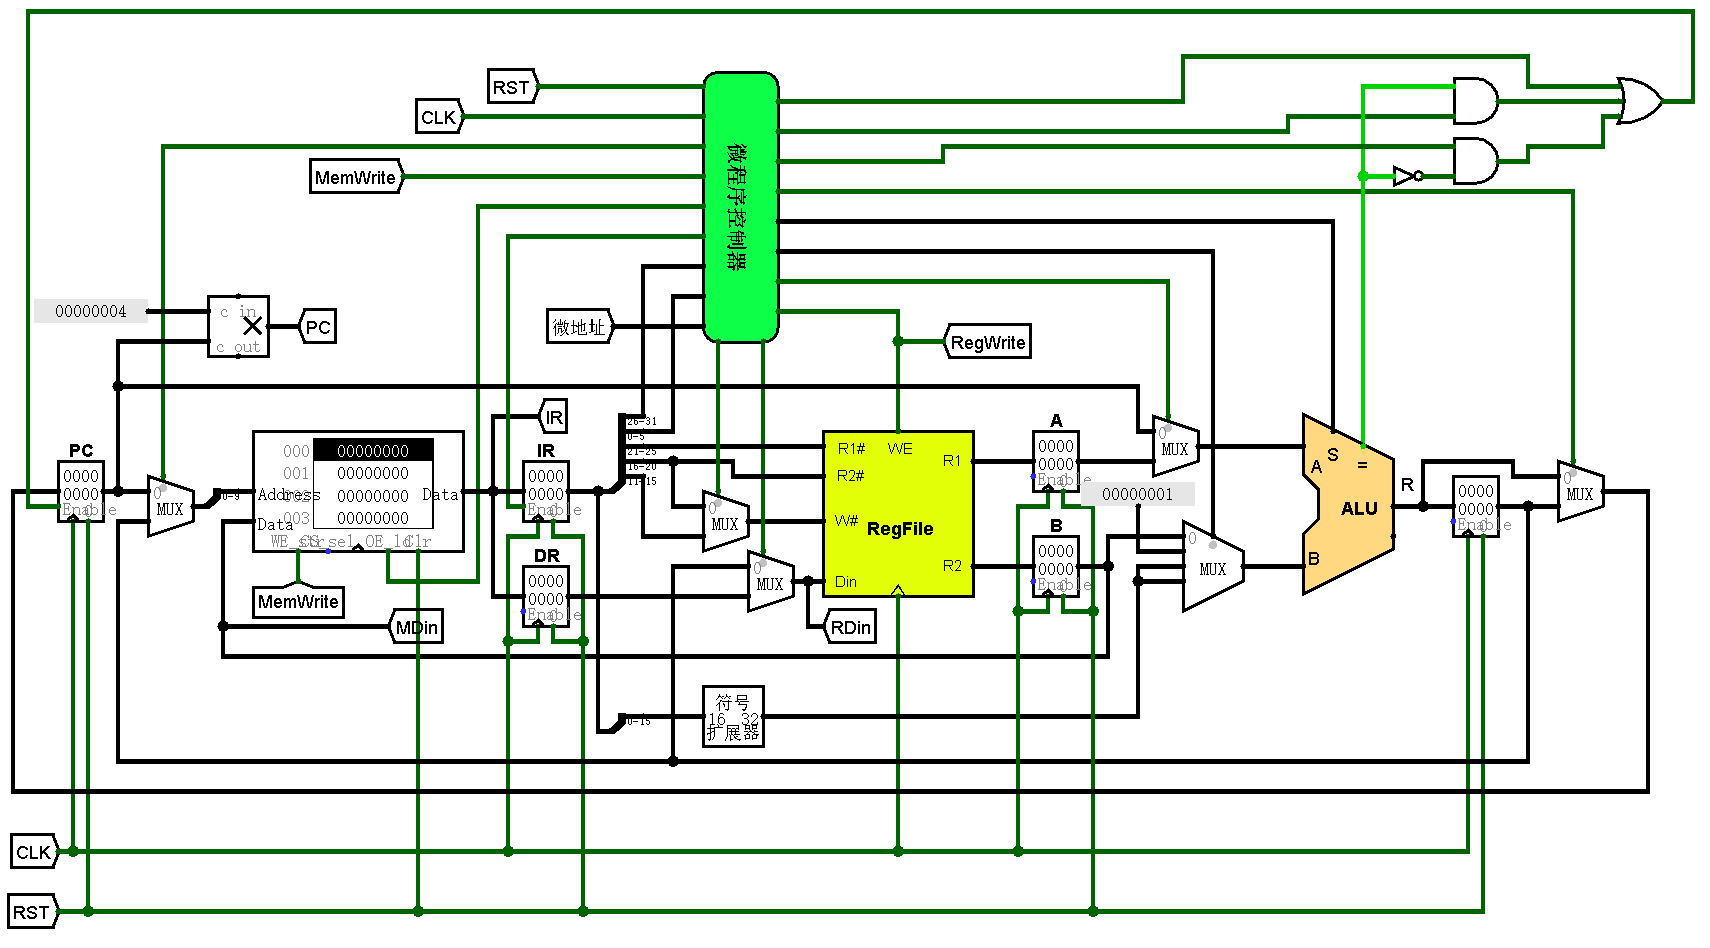 RST
CLK
MemWrite
微程序控制器
00000004
c in
c out
PC
微地址
RegWrite
IR
26-31
0-5
21-25
16-20
11-15
PC
0000
0000
Enable
0
MUX
0-9
000
00000000
001
00000000
00000000
003
00000000
Address
Data
Data
Clr
MemWrite
MDin
IR
0000
0000
Enable
DR
0000
0000
Enable
0
MUX
0
MUX
R1#
WE
R2#
W#
Din
R1
R2
RegFile
RDin
A
0000
0000
Enable
00000001
B
0000
0000
Enable
0
MUX
0
MUX
A
S
=
ALU
B
R
0000
0000
Enable
0
MUX
0-15
符号
16 32
扩展器
CLK
RST